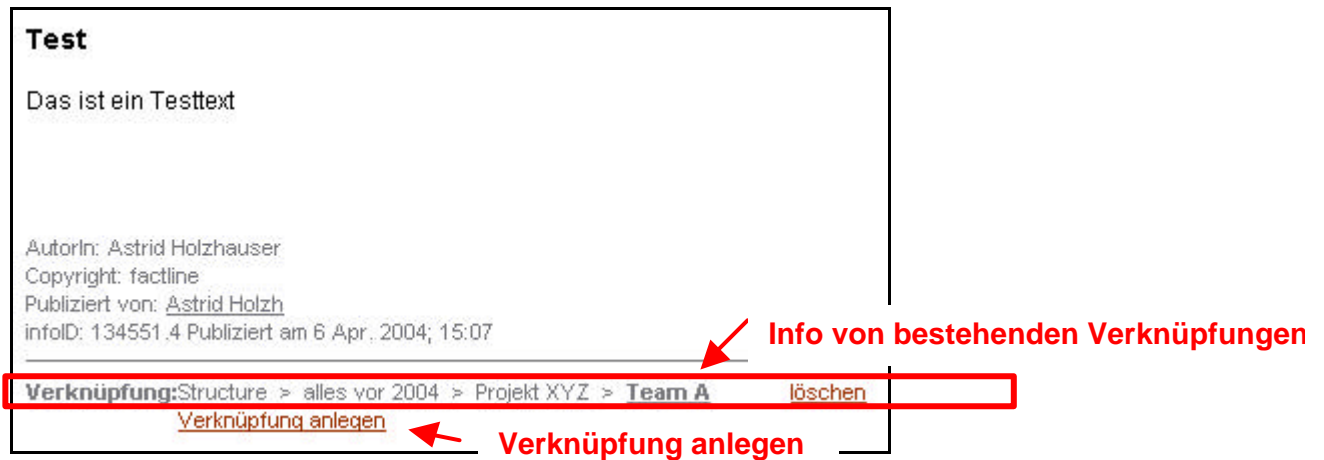 Test
Das ist ein Testtext
AutorIn: Astrid Holzhauser
Copyright: factline
Publiziert von: Astrid Holzh
infoID: 134551.4 Publiziert am 6 Apr. 2004; 15:07
Info von bestehenden Verknüpfungen
Verknüpfung:Structure > alles vor 2004 > Projekt XYZ > Team A löschen
Verknüpfung anlegen
Verknüpfung anlegen